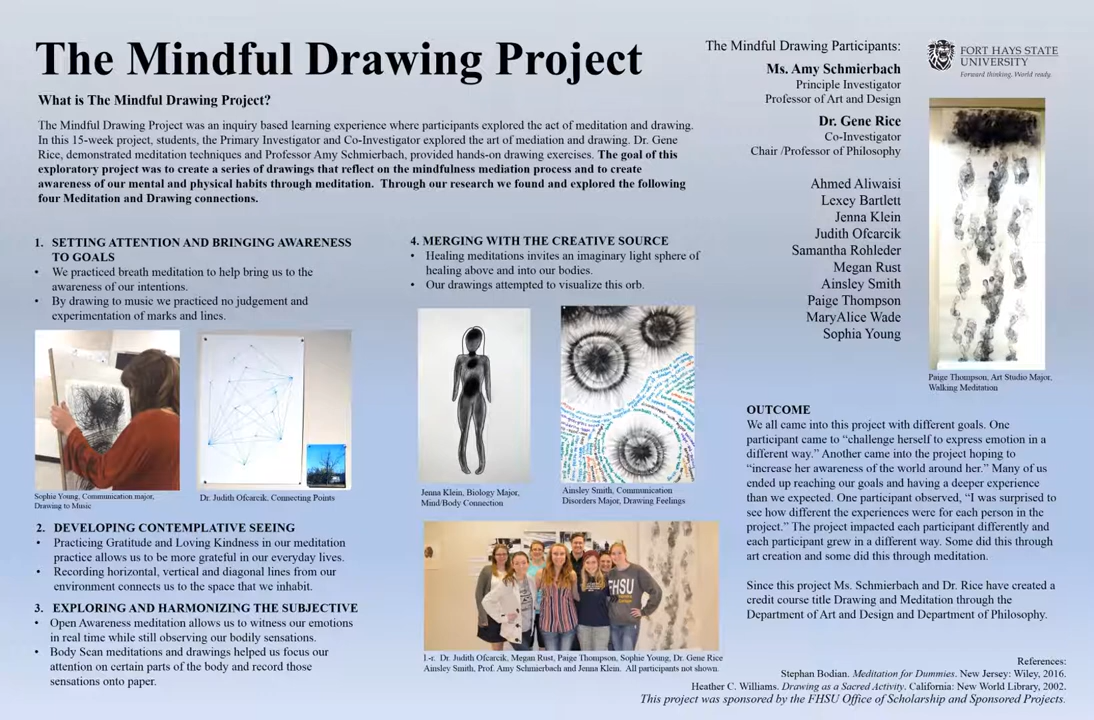 The Mindful Drawing Project
What is The Mindful Drawing Project?
The Mindful Drawing Project was an inquiry based learning experience where participants explored the act of meditation and drawing.
In this 15-week project, students, the Primary Investigator and Co-Investigator explored the art of mediation and drawing. Dr. Gene
Rice, demonstrated meditation techniques and Professor Amy Schmierbach, provided hands-on drawing exercises. The goal of this
exploratory project was to create a series of drawings that reflect on the mindfulness mediation process and to create
awareness of our mental and physical habits through meditation. Through our research we found and explored the following
four Meditation and Drawing connections.
1. SETTING ATTENTION AND BRINGING AWARENESS
TO GOALS
• We practiced breath meditation to help bring us to the
awareness of our intentions.
• By drawing to music we practiced no judgement and
experimentation of marks and lines.
Sophie Young, Communication major,
Drawing to Music
Dr. Judith Ofcarcik, Connecting Points
2. DEVELOPING CONTEMPLATIVE SEEING
• Practicing Gratitude and Loving Kindness in our meditation
practice allows us to be more grateful in our everyday lives.
• Recording horizontal, vertical and diagonal lines from our
environment connects us to the space that we inhabit.
3. EXPLORING AND HARMONIZING THE SUBJECTIVE
• Open Awareness meditation allows us to witness our emotions
in real time while still observing our bodily sensations.
• Body Scan meditations and drawings helped us focus our
attention on certain parts of the body and record those
sensations onto paper.
4. MERGING WITH THE CREATIVE SOURCE
• Healing meditations invites an imaginary light sphere of
healing above and into our bodies.
• Our drawings attempted to visualize this orb.
Jenna Klein, Biology Major,
Mind/Body Connection
Ainsley Smith, Communication
Disorders Major, Drawing Feelings
FHSU
l.-r. Dr. Judith Ofcarcik, Megan Rust, Paige Thompson, Sophie Young, Dr. Gene Rice
Ainsley Smith, Prof. Amy Schmierbach and Jenna Klein. All participants not shown.
The Mindful Drawing Participants:
Ms. Amy Schmierbach
Principle Investigator
Professor of Art and Design
Dr. Gene Rice
Co-Investigator
Chair /Professor of Philosophy
Ahmed Aliwaisi
Lexey Bartlett
Jenna Klein
Judith Ofcarcik
Samantha Rohleder
Megan Rust
Ainsley Smith
Paige Thompson
MaryAlice Wade
Sophia Young
FORT HAYS STATE
UNIVERSITY
Forward thinking. World ready.
Paige Thompson, Art Studio Major,
Walking Meditation
OUTCOME
We all came into this project with different goals. One
participant came to “challenge herself to express emotion in a
different way.” Another came into the project hoping to
“increase her awareness of the world around her.” Many of us
ended up reaching our goals and having a deeper experience
than we expected. One participant observed, “I was surprised to
see how different the experiences were for each person in the
project.” The project impacted each participant differently and
each participant grew in a different way. Some did this through
art creation and some did this through meditation.
Since this project Ms. Schmierbach and Dr. Rice have created a
credit course title Drawing and Meditation through the
Department of Art and Design and Department of Philosophy.
References:
Stephan Bodian. Meditation for Dummies. New Jersey: Wiley, 2016.
Heather C. Williams. Drawing as a Sacred Activity. California: New World Library, 2002.
This project was sponsored by the FHSU Office of Scholarship and Sponsored Projects.